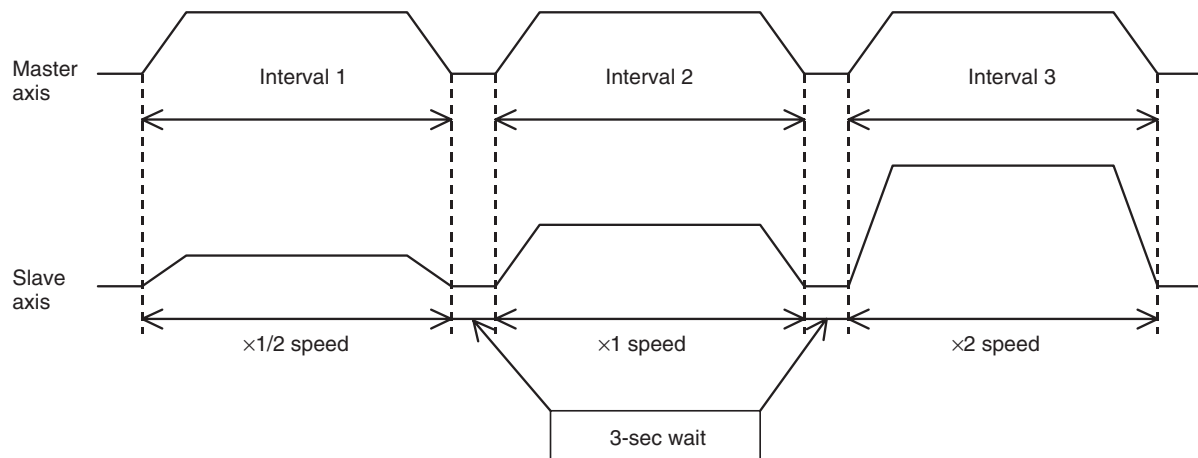 Master
axis
Interval 1
Interval 2
Interval 3
Slave
axis
×1/2 speed
×1 speed
×2 speed
3-sec wait